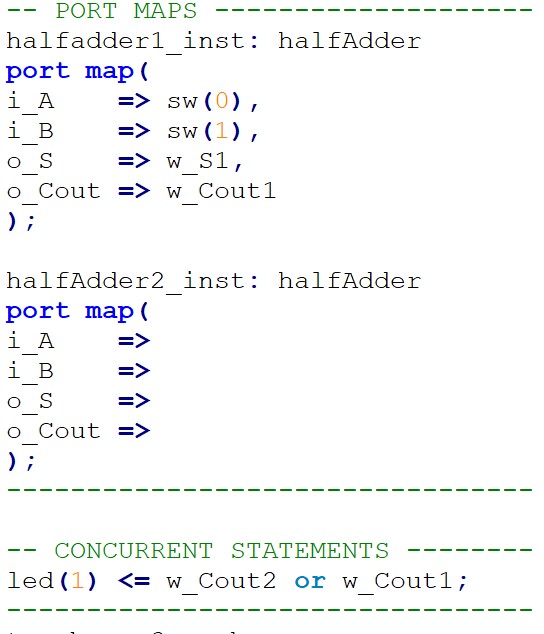 -- PORT MAPS --------------------
halfadder1_inst: halfAdder
port map(
i_A    => sw(0),
i_B    => sw(1),
o_S    => w_S1,
o_Cout => w_Cout1
);
halfAdder2_inst: halfAdder
port map(
i_A    =>
i_B    =>
o_S    =>
o_Cout =>
);
---------------------------------
-- CONCURRENT STATEMENTS --------
led(1) <= w_Cout2 or w_Cout1;
---------------------------------